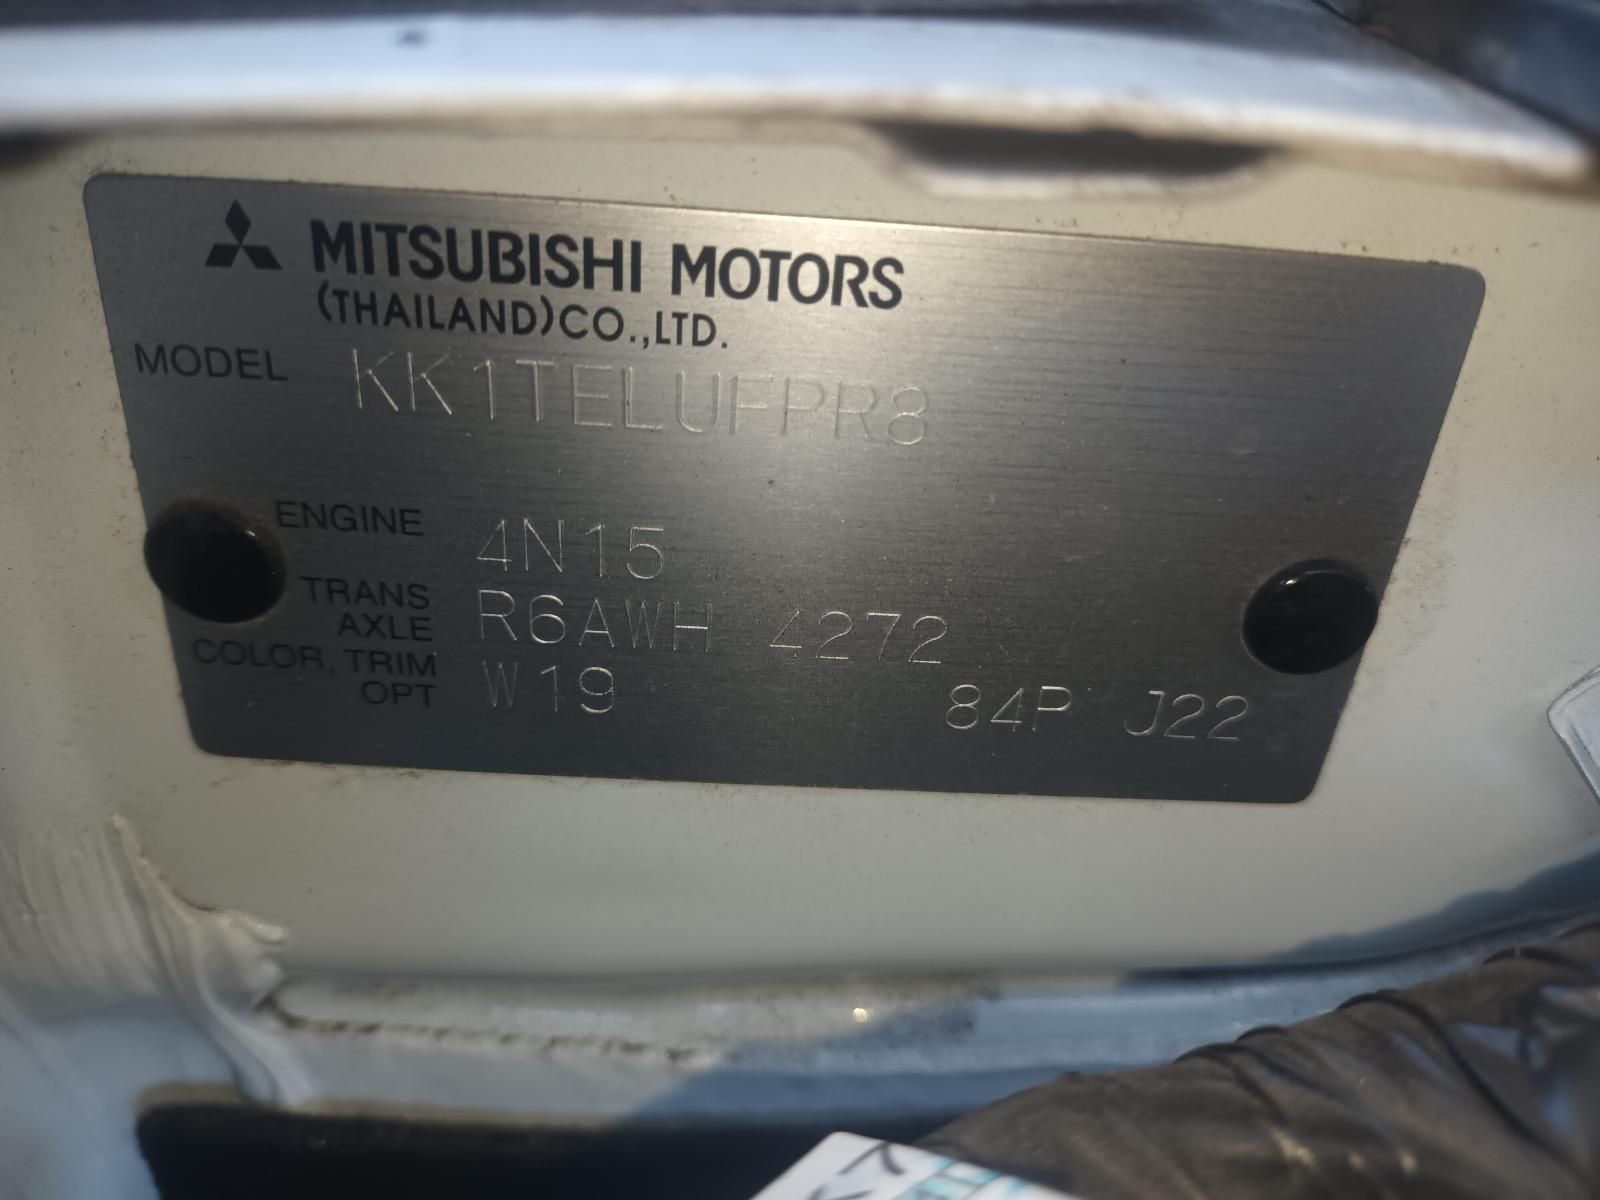 MITSUBISHI MOTORS
(THAILAND)CO.,LTD.
MODEL KK1TELUFPR8
ENGINE 4N15
TRANS
AXLE R6AWH 4272
COLOR, TRIM
OPT W19 84P J22